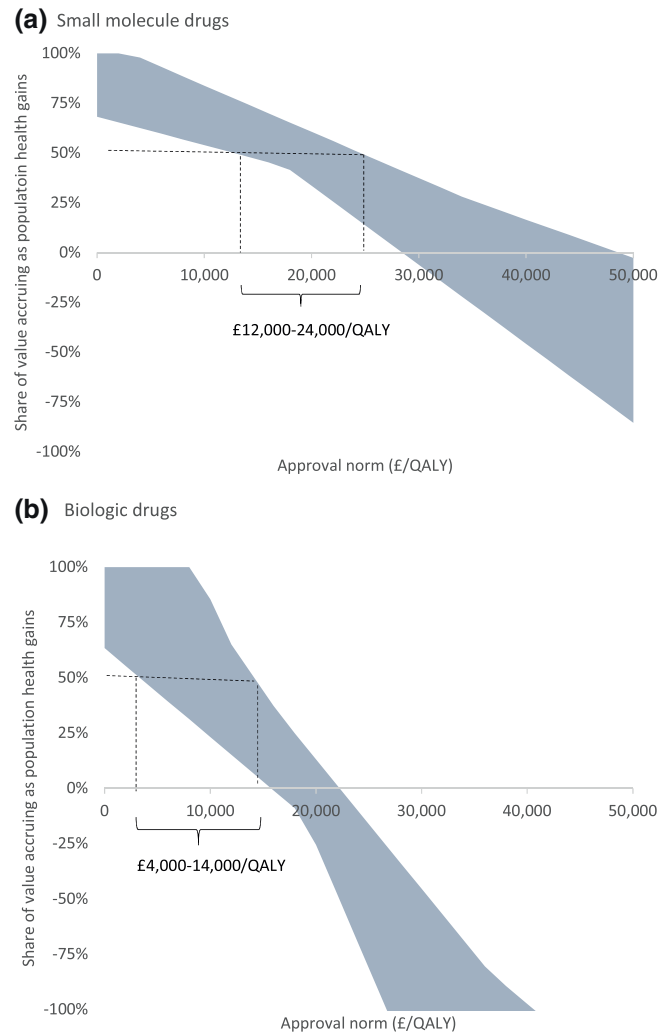 (a) Small molecule drugs
Share of value accruing as populatoin health gains
100%
75%
50%
25%
0%
-25%
-50%
-75%
-100%
0 10,000 20,000 30,000 40,000 50,000
£12,000-24,000/QALY
Approval norm (£/QALY)
(b) Biologic drugs
Share of value accruing as population health gains
100%
75%
50%
25%
0%
-25%
-50%
-75%
-100%
0 10,000 20,000 30,000 40,000 50,000
£4,000-14,000/QALY
Approval norm (£/QALY)